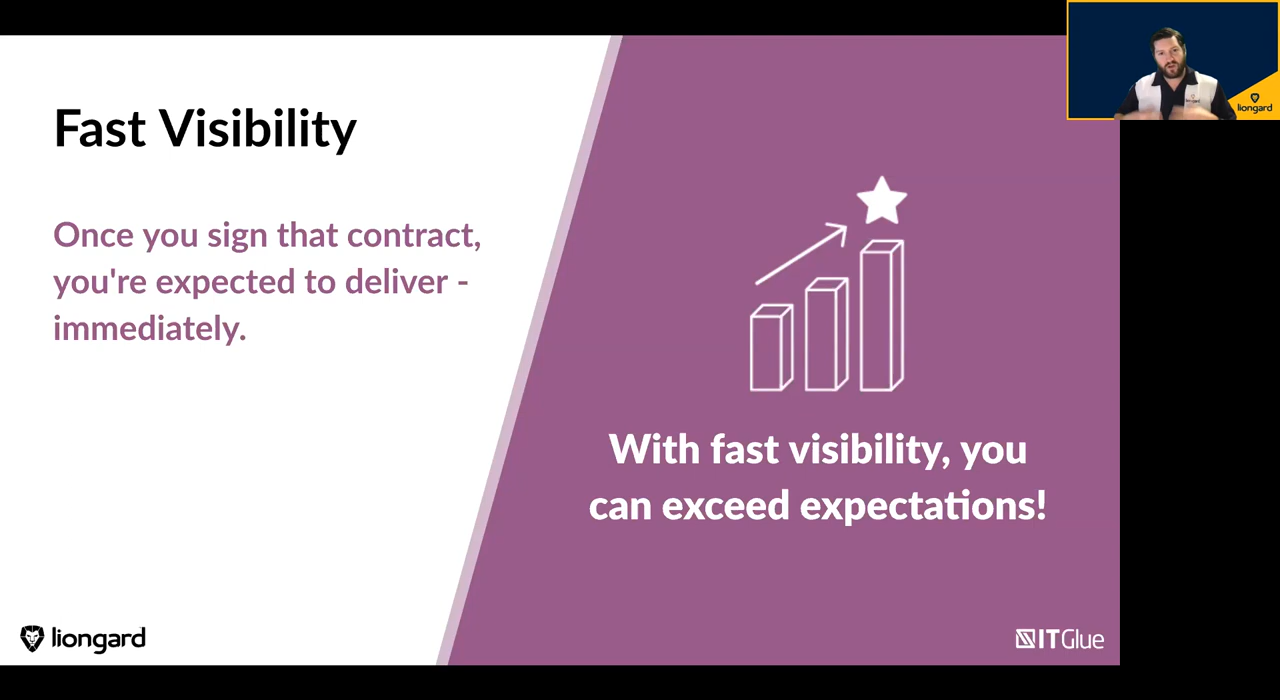 Fast Visibility
Once you sign that contract,
you're expected to deliver -
immediately.
With fast visibility, you
can exceed expectations!
liongard
ITGlue
liongard